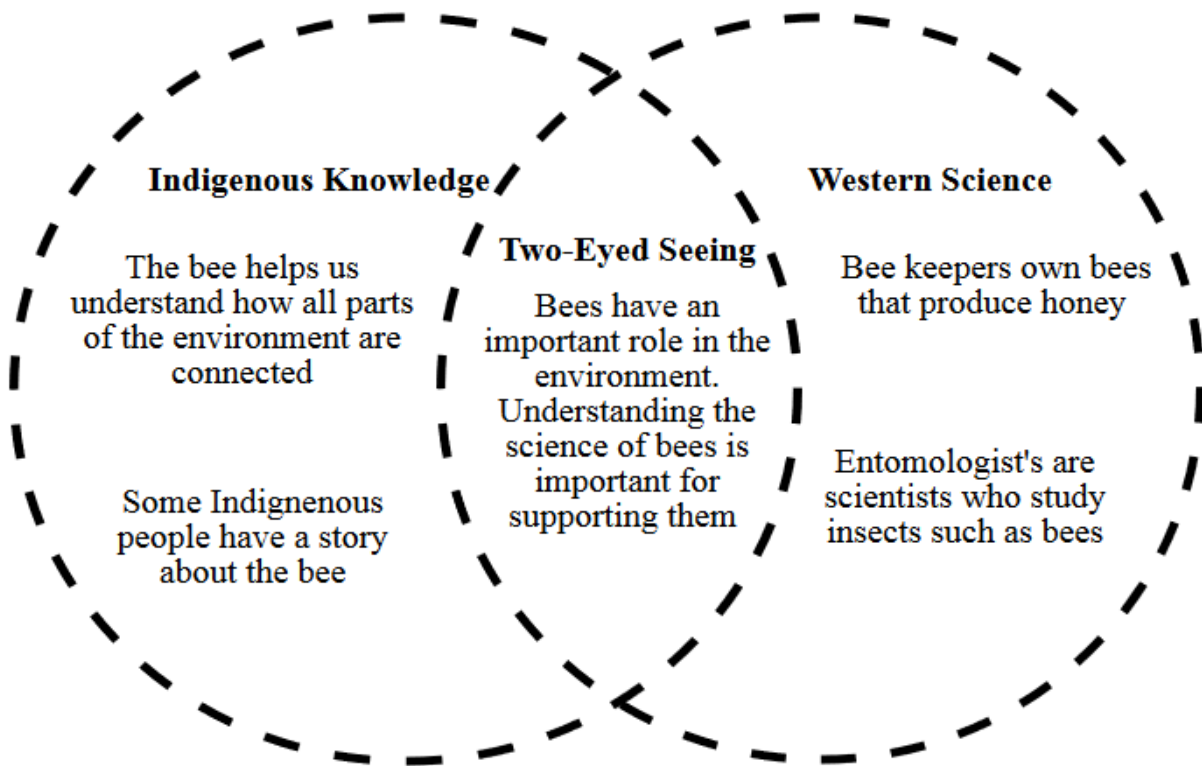 Indigenous Knowledge
The bee helps us
understand how all parts
of the environment are
connected
Some Indignenous
people have a story
about the bee
Two-Eyed Seeing
Bees have an
important role in the
environment.
Understanding the
science of bees is
important for
supporting them
Western Science
Bee keepers own bees
that produce honey
Entomologist's are
scientists who study
insects such as bees